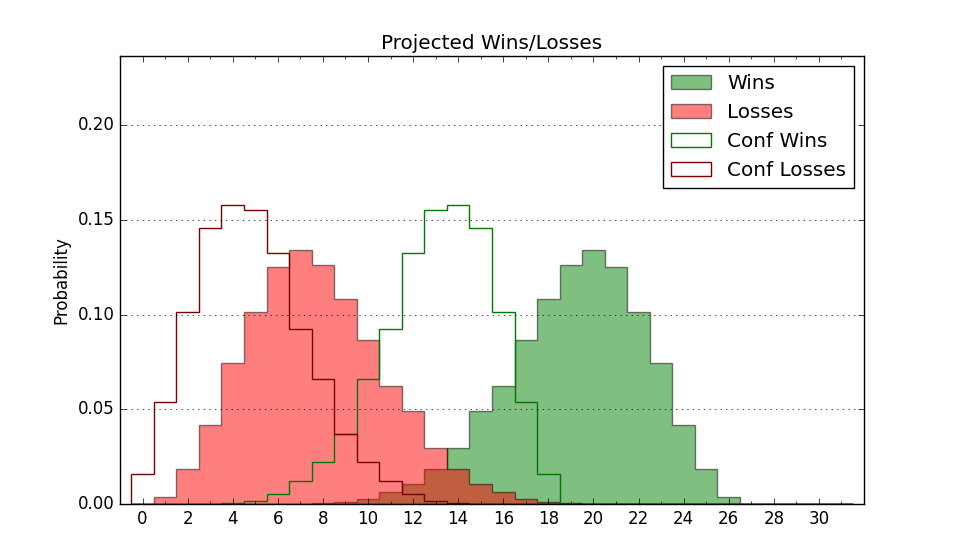 Projected Wins/Losses
Wins
Losses
Conf Wins
Conf Losses
Probability
0.20
0.15
0.10
0.05
0.00
0 2 4 6 8 10 12 14 16 18 20 22 24 26 28 30